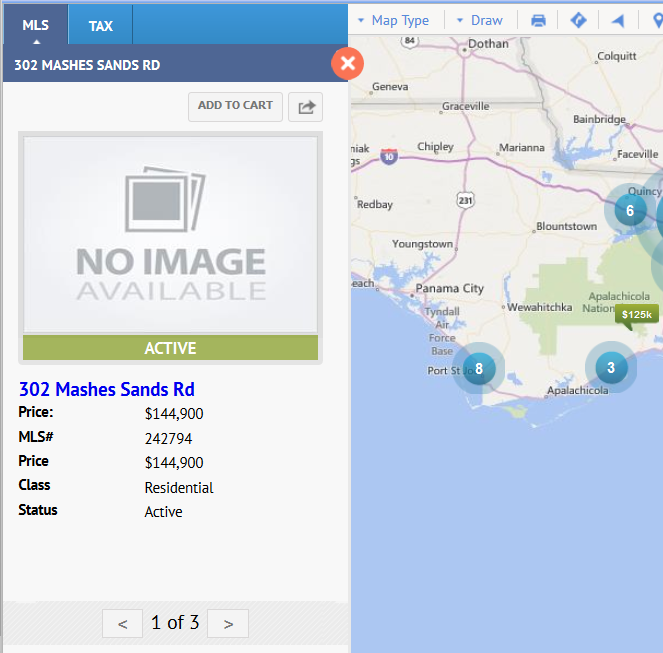 MLS
TAX
302 MASHES SANDS RD
ADD TO CART
NO IMAGE
AVAILABLE
ACTIVE
302 Mashes Sands Rd
Price: $144,900
MLS# 242794
Price $144,900
Class Residential
Status Active
< 1 of 3 >
Map Type
Draw
84
Dothan
Colquitt
Geneva
Graceville
Bainbridge
niak
gs
10
Chipley
Marianna
Faceville
Redbay
231
Quincy
6
Blountstown
Youngstown
each
Panama City
Wewahitchka
Apalachicola
Nation
$125k
Tyndall
Air
Force
Base
Port St Jo
8
3
Apalachicola